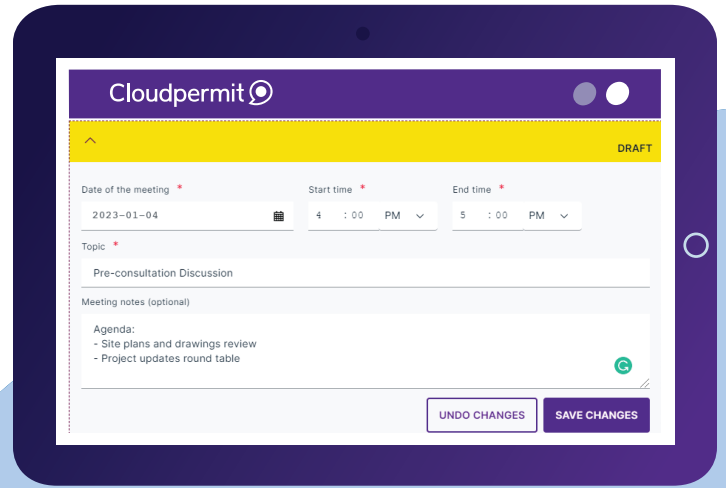 Cloudpermit
DRAFT
Date of the meeting * Start time * End time *
2023-01-04 4 : 00 PM 5 : 00 PM
Topic *
Pre-consultation Discussion
Meeting notes (optional)
Agenda:
- Site plans and drawings review
- Project updates round table
G
UNDO CHANGES SAVE CHANGES